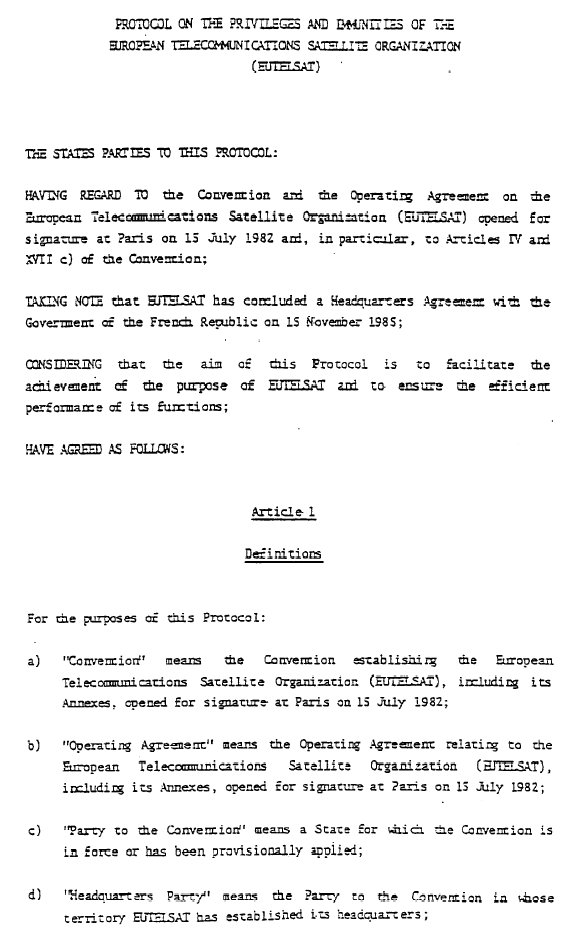 PROTOCOL ON THE PRIVILEGES AND IMMUNITIES OF THE
EUROPEAN TELECOMMUNICATIONS SATELLITE ORGANIZATION
(EUTELSAT)
THE STATES PARTIES TO THIS PROTOCOL:
HAVING REGARD TO the Convention and the Operating Agreement on the
European Telecommunications Satellite Organization (EUTELSAT) opened for
signature at Paris on 15 July 1982 and, in particular, to Articles IV and
XVII c) of the Convention;
TAKING NOTE that EUTELSAT has concluded a Headquarters Agreement with the
Government of the French Republic on 15 November 1985;
CONSIDERING that the aim of this Protocol is to facilitate the
achievement of the purpose of EUTELSAT and to ensure the efficient
performance of its functions;
HAVE AGREED AS FOLLOWS:
Article 1
Definitions
For the purposes of this Protocol:
a) "Convention" means the Convention establishing the European
Telecommunications Satellite Organization (EUTELSAT), including its
Annexes, opened for signature at Paris on 15 July 1982;
b) "Operating Agreement" means the Operating Agreement relating to the
European Telecommunications Satellite Organization (EUTELSAT),
including its Annexes, opened for signature at Paris on 15 July 1982;
c) "Party to the Convention" means a State for which the Convention is
in force or has been provisionally applied;
d) "Headquarters Party" means the Party to the Convention in whose
territory EUTELSAT has established its headquarters;